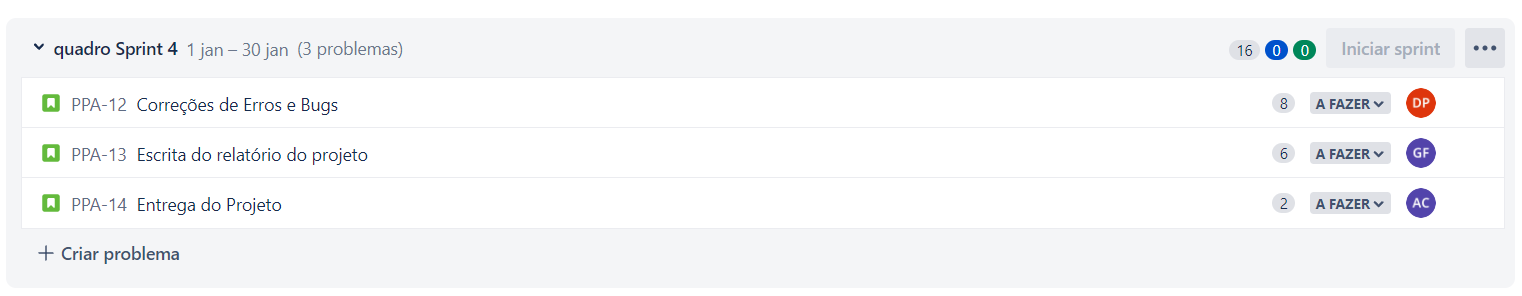 quadro Sprint 4 1 jan – 30 jan (3 problemas) 16 0 0 Iniciar sprint
PPA-12 Correções de Erros e Bugs 8 A FAZER DP
PPA-13 Escrita do relatório do projeto 6 A FAZER GF
PPA-14 Entrega do Projeto 2 A FAZER AC
+ Criar problema